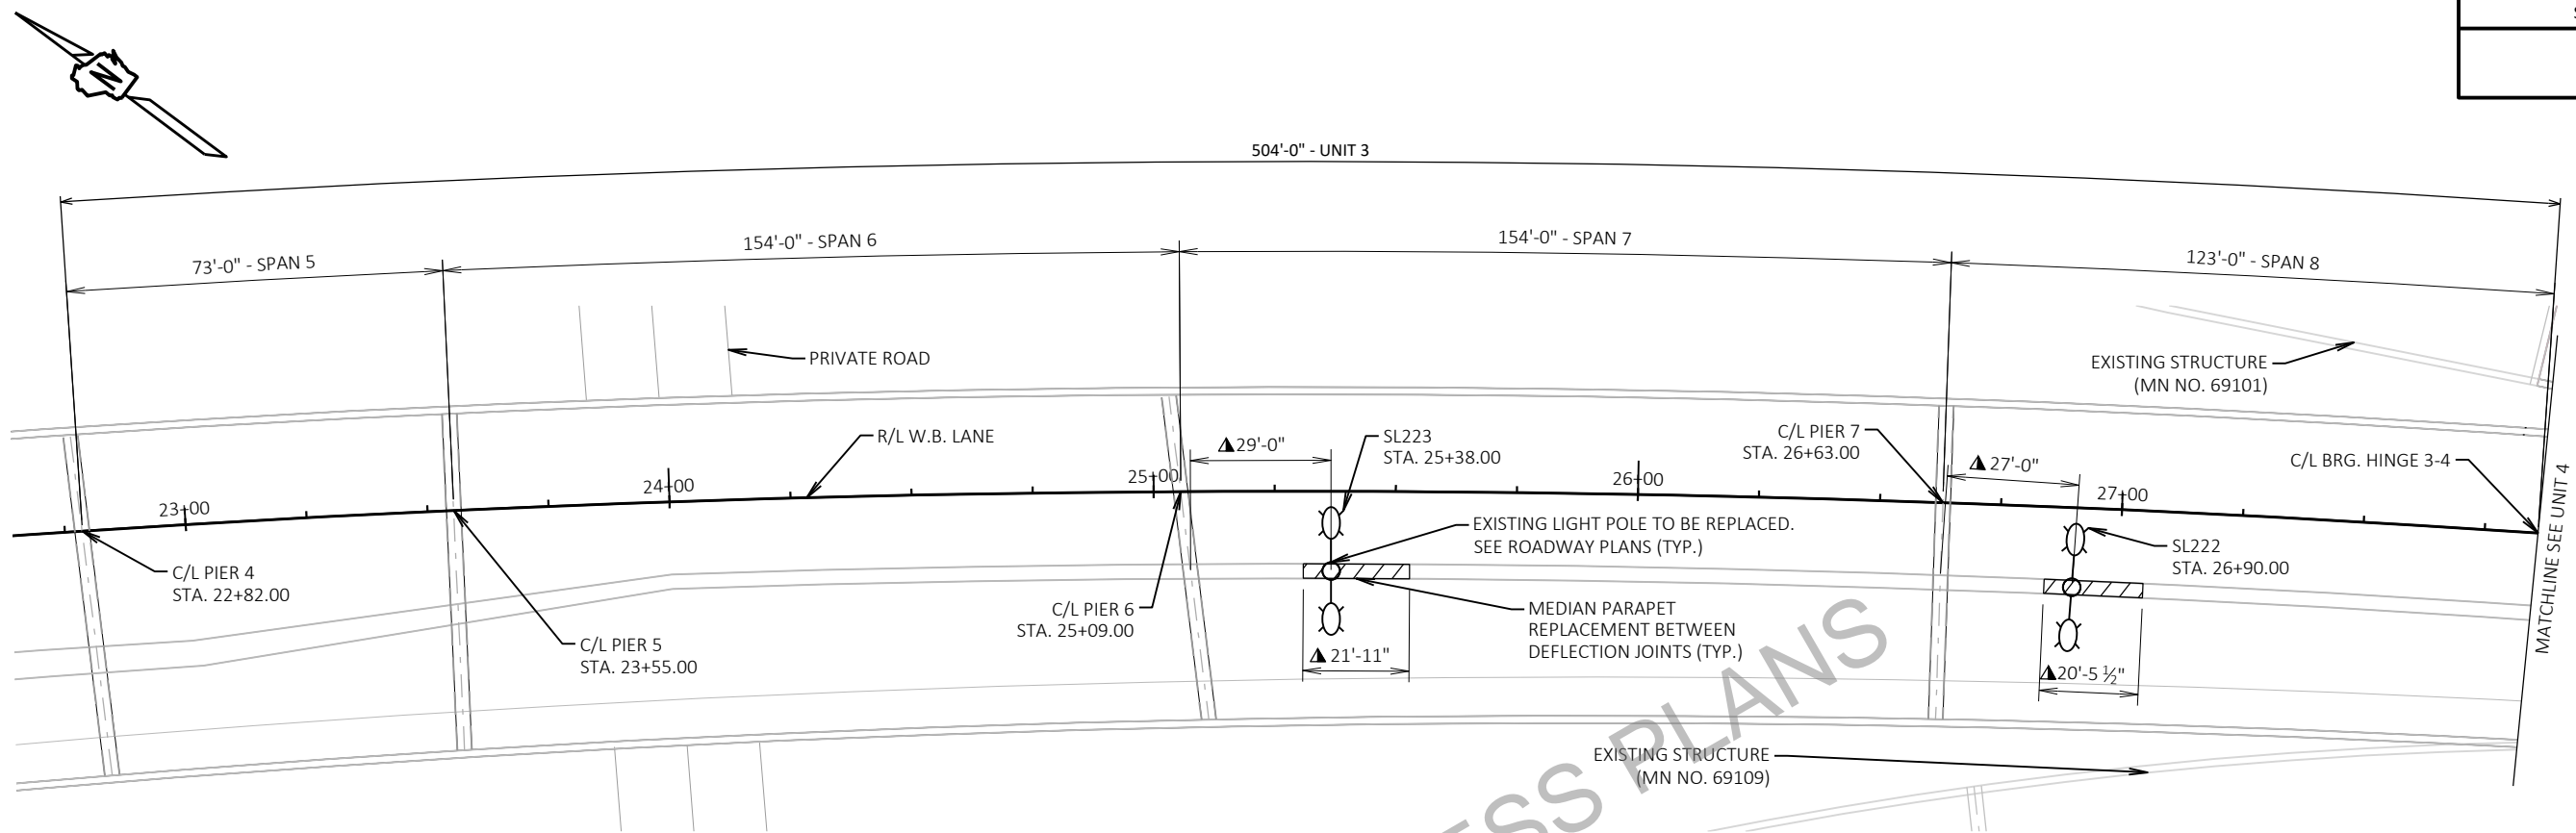 N
504'-0" - UNIT 3
73'-0" - SPAN 5
154'-0" - SPAN 6
154'-0" - SPAN 7
123'-0" - SPAN 8
PRIVATE ROAD
EXISTING STRUCTURE
(MN NO. 69101)
R/L W.B. LANE
29'-0"
SL223
STA. 25+38.00
C/L PIER 7
STA. 26+63.00
27'-0"
C/L BRG. HINGE 3-4
23+00
24+00
25+00
26+00
27+00
EXISTING LIGHT POLE TO BE REPLACED.
SEE ROADWAY PLANS (TYP.)
SL222
STA. 26+90.00
MATCHLINE SEE UNIT 4
C/L PIER 4
STA. 22+82.00
C/L PIER 5
STA. 23+55.00
C/L PIER 6
STA. 25+09.00
MEDIAN PARAPET
REPLACEMENT BETWEEN
DEFLECTION JOINTS (TYP.)
21'-11"
20'-5 ½"
EXISTING STRUCTURE
(MN NO. 69109)
ESS PLANS